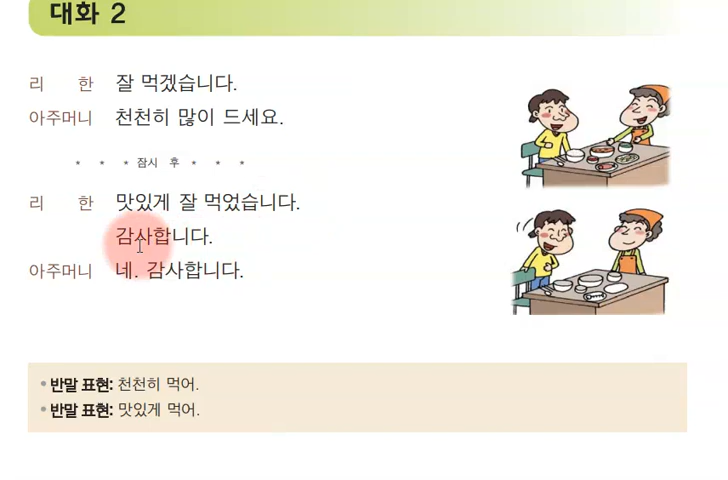 대화 2
리 한 잘 먹겠습니다.
아주머니 천천히 많이 드세요.
* * * 잠시 후 * * *
리 한 맛있게 잘 먹었습니다.
감사합니다.
아주머니 네. 감사합니다.
• 반말 표현: 천천히 먹어.
• 반말 표현: 맛있게 먹어.